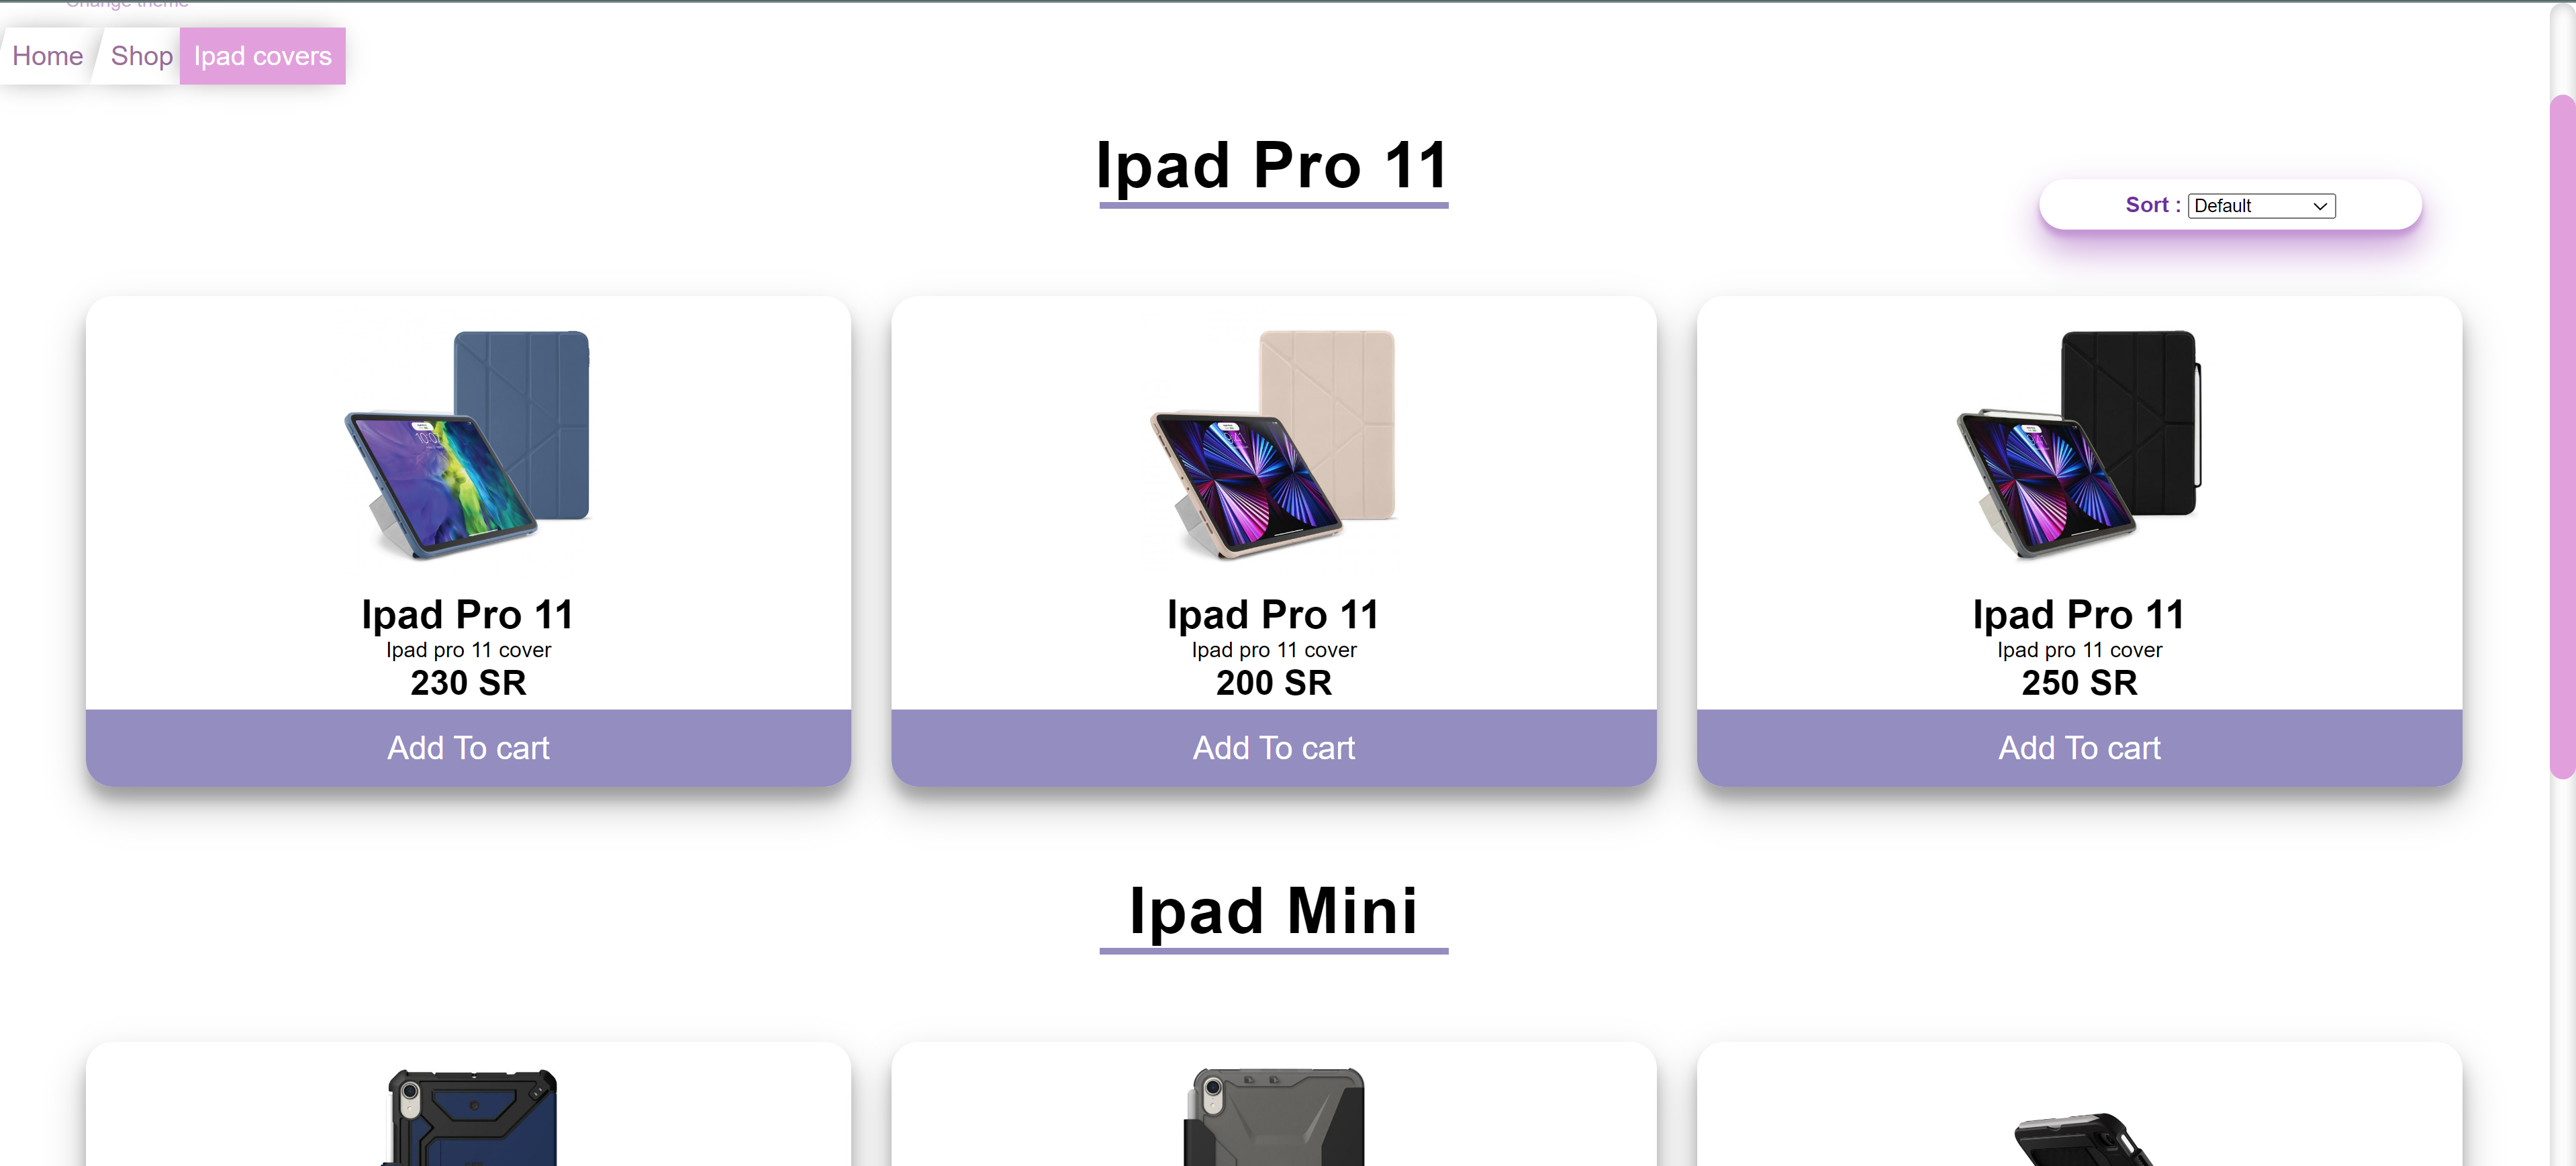 Change theme
Home Shop Ipad covers
Ipad Pro 11
Sort : Default
Ipad Pro 11
Ipad pro 11 cover
230 SR
Add To cart
Ipad Pro 11
Ipad pro 11 cover
200 SR
Add To cart
Ipad Pro 11
Ipad pro 11 cover
250 SR
Add To cart
Ipad Mini